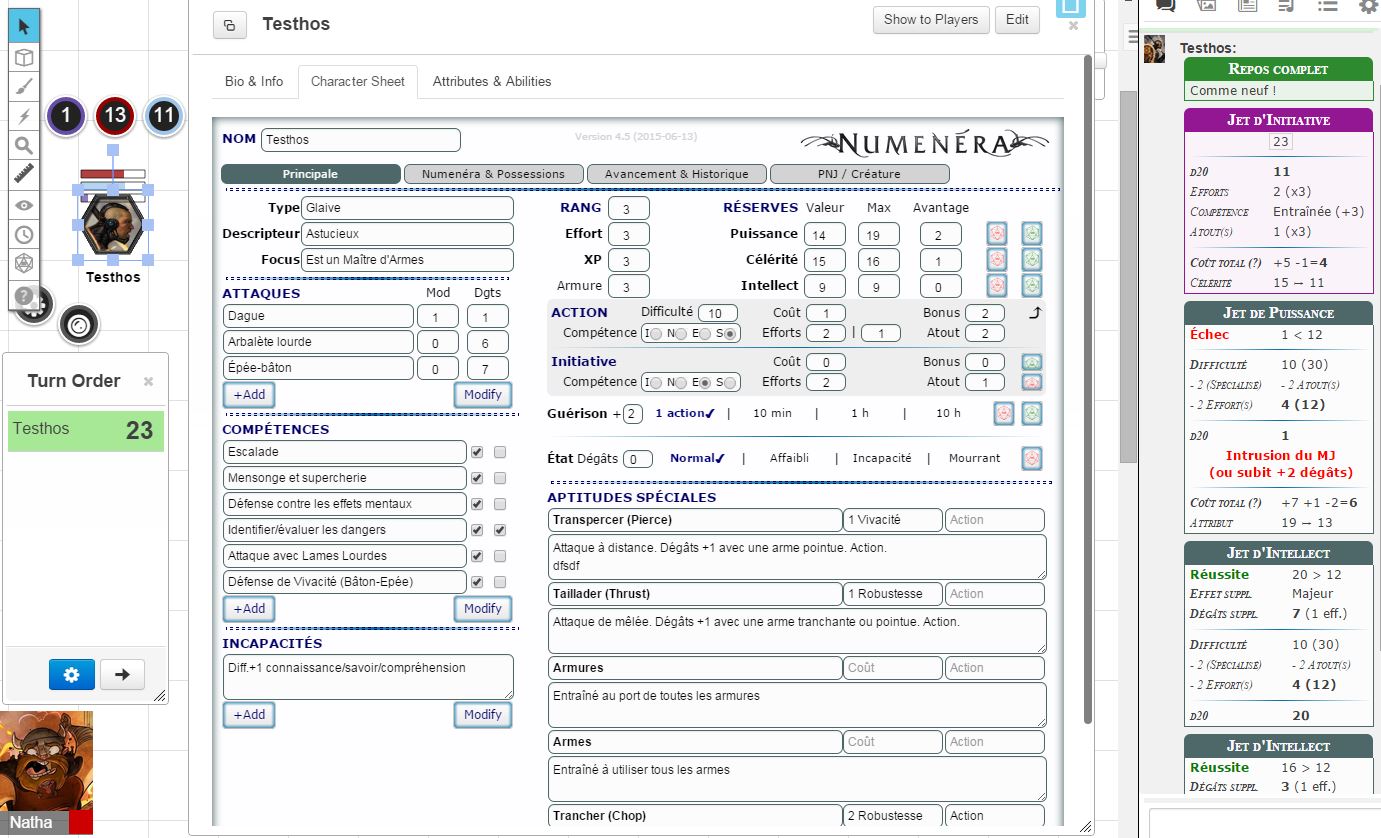 Testhos
Show to Players
Edit
Bio & Info
Character Sheet
Attributes & Abilities
1
13
11
Testhos
Turn Order
Testhos 23
Natha
NOM Testhos
Version 4.5 (2015-06-13)
NUMENÉRA
Principale
Numenéra & Possessions
Avancement & Historique
PNJ / Créature
Type Glaive
Descripteur Astucieux
Focus Est un Maître d'Armes
RANG 3
Effort 3
XP 3
Armure 3
RÉSERVES Valeur Max Avantage
Puissance 14 19 2
Célérité 15 16 1
Intellect 9 9 0
ATTAQUES Mod Dgts
Dague 1 1
Arbalète lourde 0 6
Épée-bâton 0 7
+Add Modify
COMPÉTENCES
Escalade
Mensonge et supercherie
Défense contre les effets mentaux
Identifier/évaluer les dangers
Attaque avec Lames Lourdes
Défense de Vivacité (Bâton-Epée)
+Add Modify
INCAPACITÉS
Diff.+1 connaissance/savoir/compréhension
+Add Modify
ACTION Difficulté 10 Coût 1 Bonus 2
Compétence I N E S Efforts 2 | 1 Atout 2
Initiative Coût 0 Bonus 0
Compétence I N E S Efforts 2 Atout 1
Guérison + 2 1 action✔ | 10 min | 1 h | 10 h
État Dégâts 0 Normal✔ | Affaibli | Incapacité | Mourrant
APTITUDES SPÉCIALES
Transpercer (Pierce) 1 Vivacité Action
Attaque à distance. Dégâts +1 avec une arme pointue. Action.
dfsdf
Taillader (Thrust) 1 Robustesse Action
Attaque de mêlée. Dégâts +1 avec une arme tranchante ou pointue. Action.
Armures Coût Action
Entraîné au port de toutes les armures
Armes Coût Action
Entraîné à utiliser tous les armes
Trancher (Chop) 2 Robustesse Action
Testhos:
REPOS COMPLET
Comme neuf !
JET D'INITIATIVE
23
D20 11
EFFORTS 2 (x3)
COMPÉTENCE Entraînée (+3)
ATOUT(S) 1 (x3)
COÛT TOTAL (?) +5 -1=4
CÉLÉRITÉ 15 → 11
JET DE PUISSANCE
Échec 1 < 12
DIFFICULTÉ 10 (30)
- 2 (SPÉCIALISÉ) - 2 ATOUT(S)
- 2 EFFORT(S) 4 (12)
D20 1
Intrusion du MJ
(ou subit +2 dégâts)
COÛT TOTAL (?) +7 +1 -2=6
ATTRIBUT 19 → 13
JET D'INTELLECT
Réussite 20 > 12
EFFET SUPPL. Majeur
DÉGÂTS SUPPL. 7 (1 eff.)
DIFFICULTÉ 10 (30)
- 2 (SPÉCIALISÉ) - 2 ATOUT(S)
- 2 EFFORT(S) 4 (12)
D20 20
JET D'INTELLECT
Réussite 16 > 12
DÉGÂTS SUPPL. 3 (1 eff.)